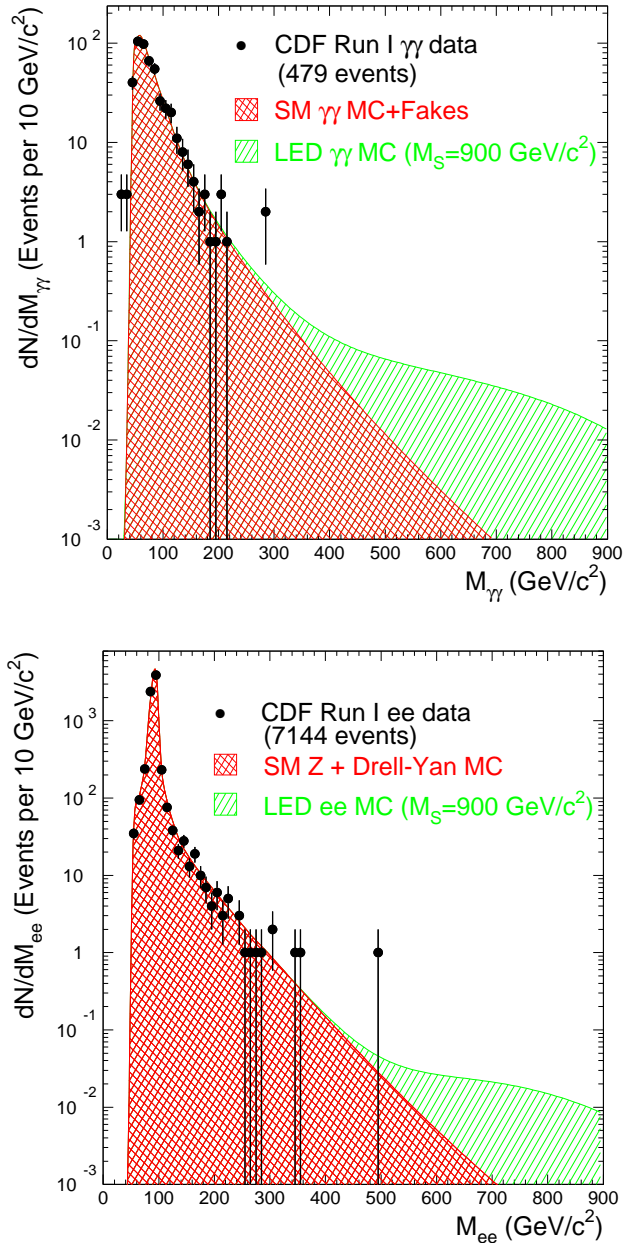 dN/dMγγ (Events per 10 GeV/c²)
10²
10
1
10⁻¹
10⁻²
10⁻³
CDF Run I γγ data
(479 events)
SM γγ MC+Fakes
LED γγ MC (M_S=900 GeV/c²)
0 100 200 300 400 500 600 700 800 900
Mγγ (GeV/c²)
dN/dMee (Events per 10 GeV/c²)
10³
10²
10
1
10⁻¹
10⁻²
10⁻³
CDF Run I ee data
(7144 events)
SM Z + Drell-Yan MC
LED ee MC (M_S=900 GeV/c²)
0 100 200 300 400 500 600 700 800 900
Mee (GeV/c²)